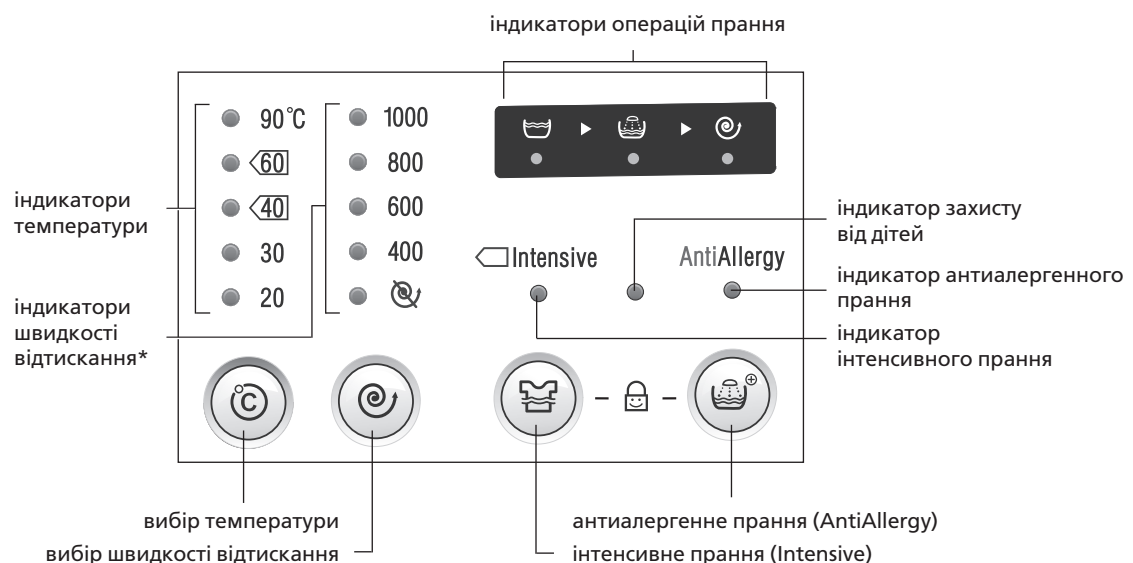 індикатори операцій прання
90°C
60
40
30
20
1000
800
600
400
індикатори
температури
індикатори
швидкості
відтискання*
Intensive
AntiAllergy
індикатор захисту
від дітей
індикатор антиалергенного
прання
індикатор
інтенсивного прання
°C
вибір температури
вибір швидкості відтискання
антиалергенне прання (AntiAllergy)
інтенсивне прання (Intensive)